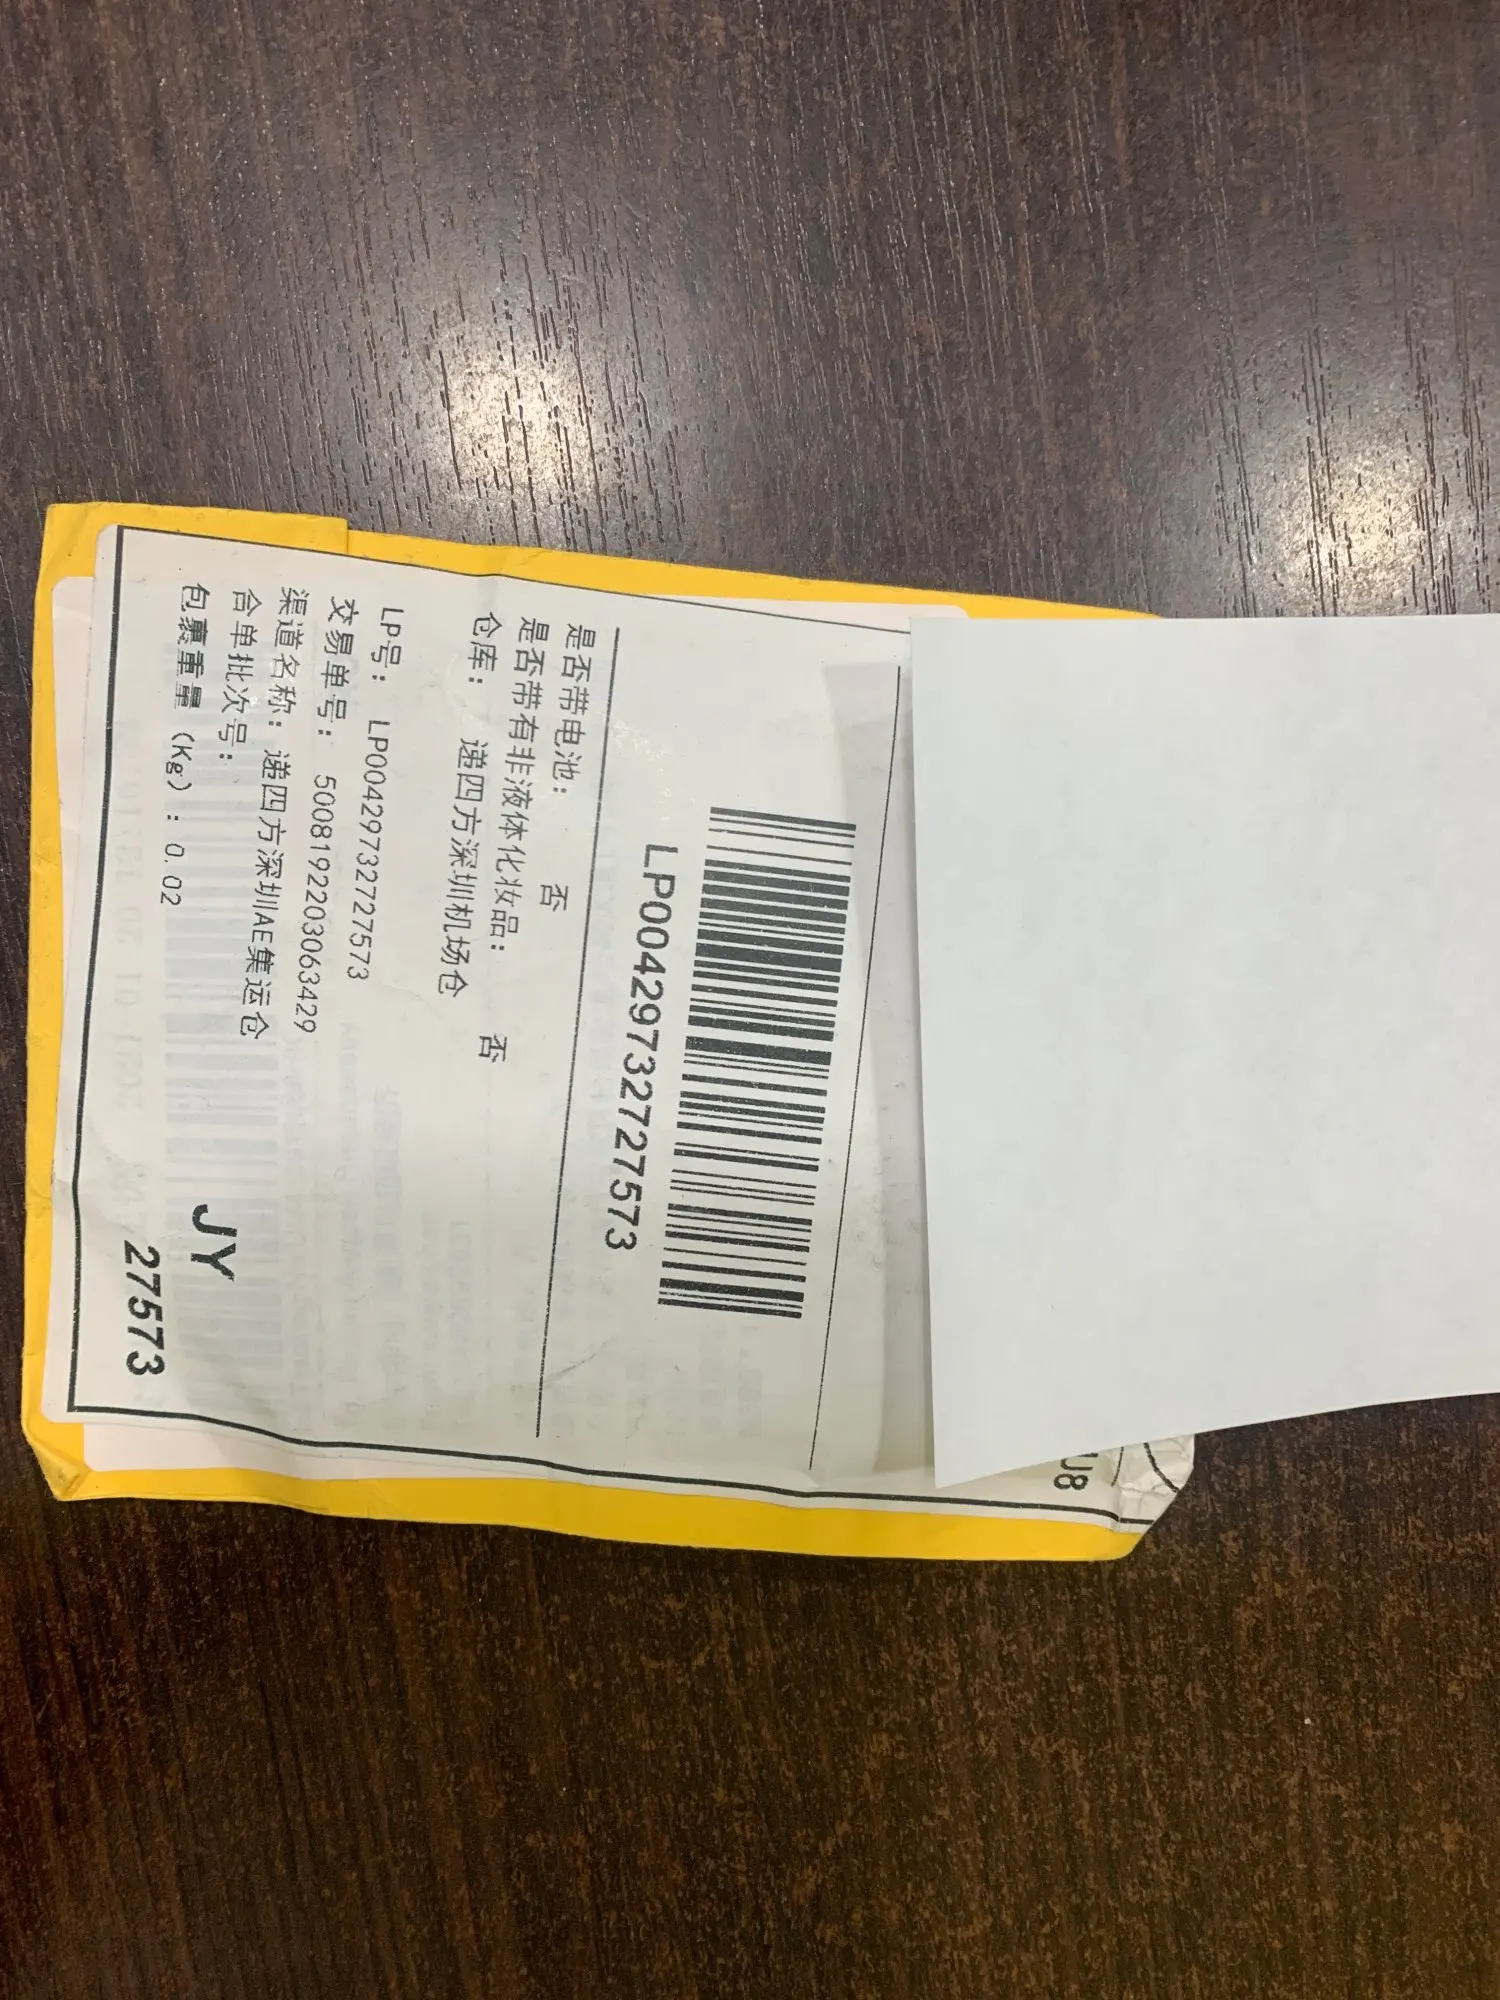 U8
LP00429732727573
是否带电池: 否
是否带有非液体化妆品: 否
仓库: 递四方深圳机场仓
LP号: LP00429732727573
交易单号: 5008192203063429
渠道名称: 递四方深圳AE集运仓
合单批次号:
包裹重量 (Kg): 0.02
JY
27573